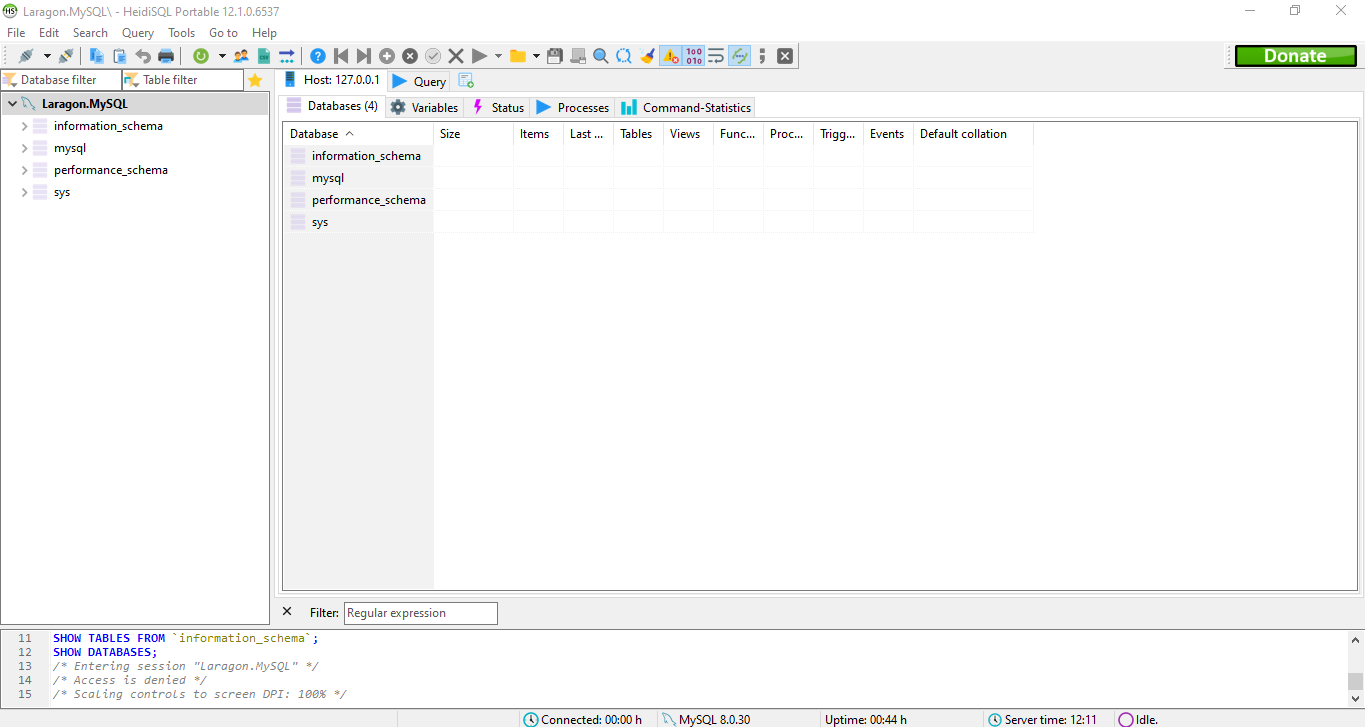 HS Laragon.MySQL\ - HeidiSQL Portable 12.1.0.6537
File Edit Search Query Tools Go to Help
Donate
Database filter Table filter
Host: 127.0.0.1 Query
Laragon.MySQL
information_schema
mysql
performance_schema
sys
Databases (4) Variables Status Processes Command-Statistics
Database Size Items Last ... Tables Views Func... Proc... Trigg... Events Default collation
information_schema
mysql
performance_schema
sys
Filter: Regular expression
11 SHOW TABLES FROM `information_schema`;
12 SHOW DATABASES;
13 /* Entering session "Laragon.MySQL" */
14 /* Access is denied */
15 /* Scaling controls to screen DPI: 100% */
Connected: 00:00 h MySQL 8.0.30 Uptime: 00:44 h Server time: 12:11 Idle.